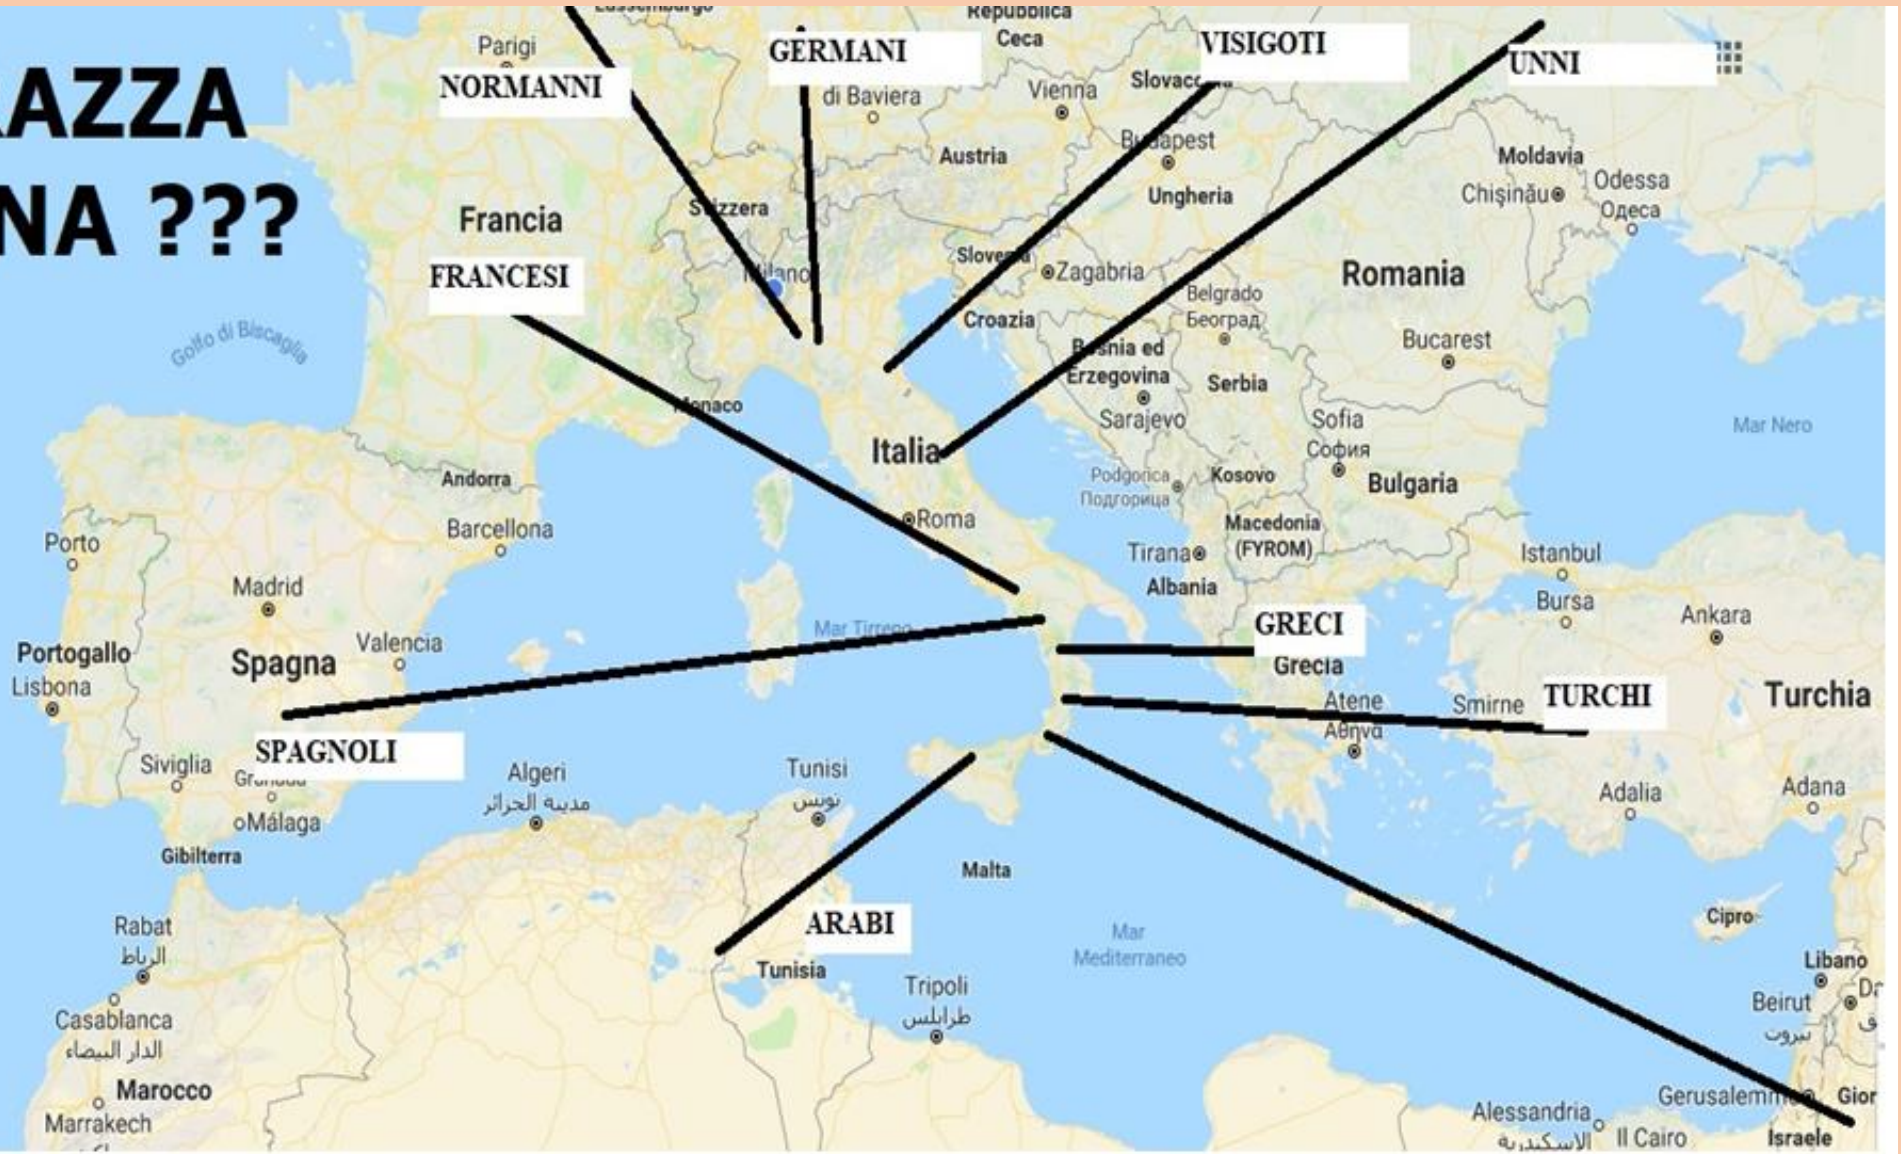 Lussemburgo
Repubblica
Ceca
Parigi
NORMANNI
GERMANI
di Baviera
Vienna
VISIGOTI
UNNI
AZZA
NA ???
Austria
Budapest
Ungheria
Moldavia
Chișinău
Odessa
Одеса
Francia
Svizzera
Milano
Slovenia
Zagabria
Romania
FRANCESI
Golfo di Biscaglia
Croazia
Belgrado
Београд
Bucarest
Bosnia ed
Erzegovina
Serbia
Sarajevo
Monaco
Italia
Sofia
София
Mar Nero
Andorra
Podgorica
Подгорица
Kosovo
Bulgaria
Barcellona
Roma
Macedonia
(FYROM)
Porto
Tirana
Albania
Istanbul
Madrid
Bursa
Ankara
Portogallo
Lisbona
Spagna
Valencia
Mar Tirreno
GRECI
Grecia
Atene
Αθήνα
Smirne
TURCHI
Turchia
SPAGNOLI
Siviglia
Granada
Málaga
Gibilterra
Algeri
مدينة الجزائر
Tunisi
تونس
Adalia
Adana
Malta
ARABI
Tunisia
Rabat
الرباط
Mar
Mediterraneo
Cipro
Libano
Beirut
بيروت
Tripoli
طرابلس
Casablanca
الدار البيضاء
Marocco
Marrakech
Gerusalemme
Alessandria
الإسكندرية
Il Cairo
Israele